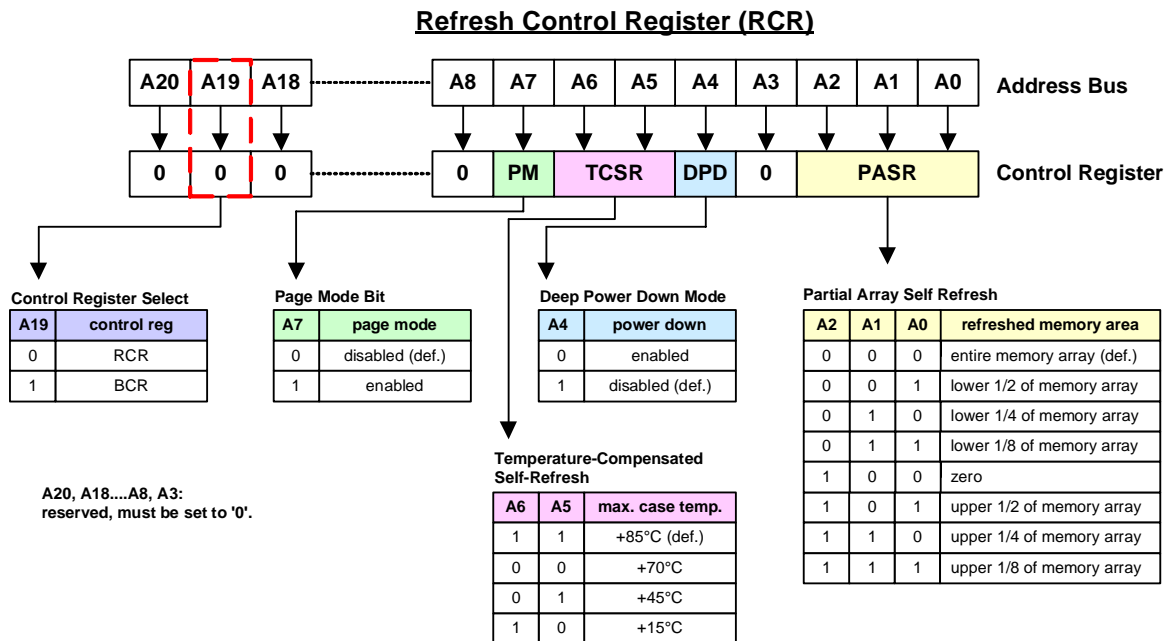 Refresh Control Register (RCR)
A20 A19 A18 A8 A7 A6 A5 A4 A3 A2 A1 A0 Address Bus
0 0 0 0 PM TCSR DPD 0 PASR Control Register
Control Register Select
A19 control reg
0 RCR
1 BCR
Page Mode Bit
A7 page mode
0 disabled (def.)
1 enabled
Deep Power Down Mode
A4 power down
0 enabled
1 disabled (def.)
Partial Array Self Refresh
A2 A1 A0 refreshed memory area
0 0 0 entire memory array (def.)
0 0 1 lower 1/2 of memory array
0 1 0 lower 1/4 of memory array
0 1 1 lower 1/8 of memory array
1 0 0 zero
1 0 1 upper 1/2 of memory array
1 1 0 upper 1/4 of memory array
1 1 1 upper 1/8 of memory array
Temperature-Compensated
Self-Refresh
A6 A5 max. case temp.
1 1 +85°C (def.)
0 0 +70°C
0 1 +45°C
1 0 +15°C
A20, A18....A8, A3:
reserved, must be set to '0'.